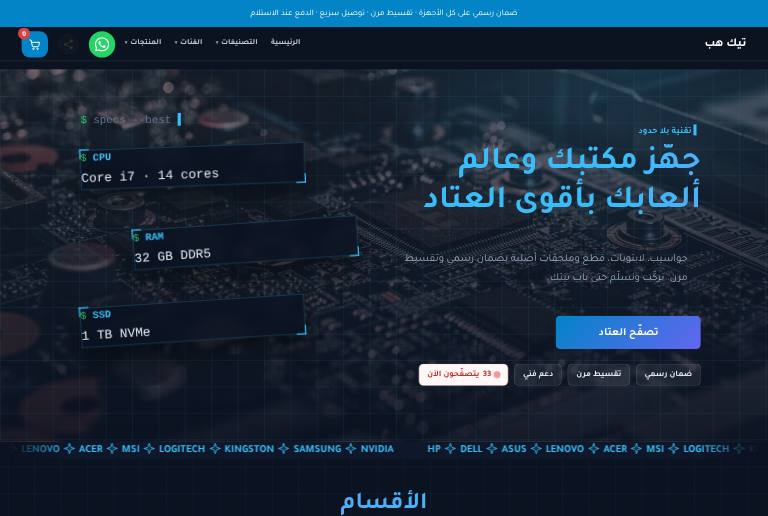 ضمان رسمي على كل الأجهزة · تقسيط مرن · توصيل سريع · الدفع عند الاستلام
تيك هب
الرئيسية
التصنيفات
الفئات
المنتجات
0
تقنية بلا حدود
جهّز مكتبك وعالم
ألعابك بأقوى العتاد
جواسيب، لابتوبات، قطع وملحقات أصلية بضمان رسمي وتقسيط
مرن. نركّب ونسلّم حتى باب بيتك.
تصفّح العتاد
ضمان رسمي
تقسيط مرن
دعم فني
33 يتصفّحون الآن
$ specs --best
$ CPU
Core i7 · 14 cores
$ RAM
32 GB DDR5
$ SSD
1 TB NVMe
LENOVO ACER MSI LOGITECH KINGSTON SAMSUNG NVIDIA HP DELL ASUS LENOVO ACER MSI LOGITECH
الأقسام